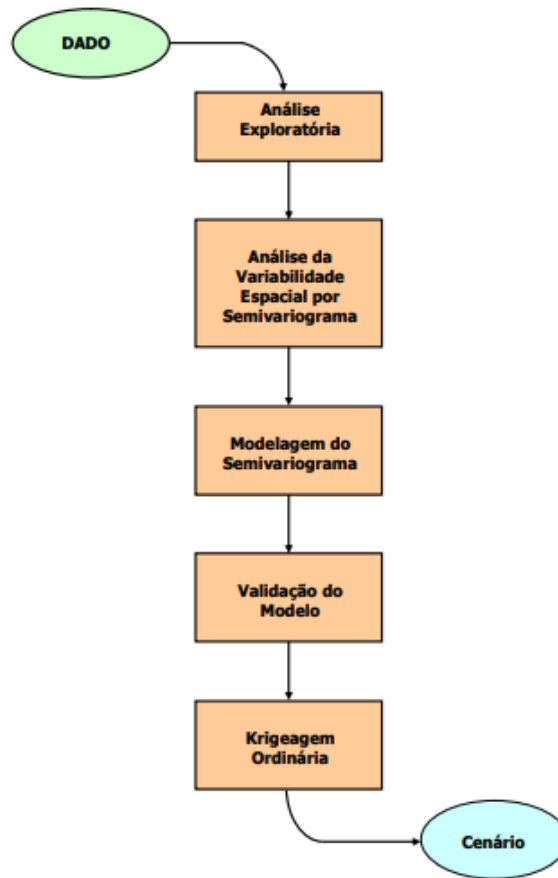 DADO
Análise
Exploratória
Análise da
Variabilidade
Espacial por
Semivariograma
Modelagem do
Semivariograma
Validação do
Modelo
Krigeagem
Ordinária
Cenário